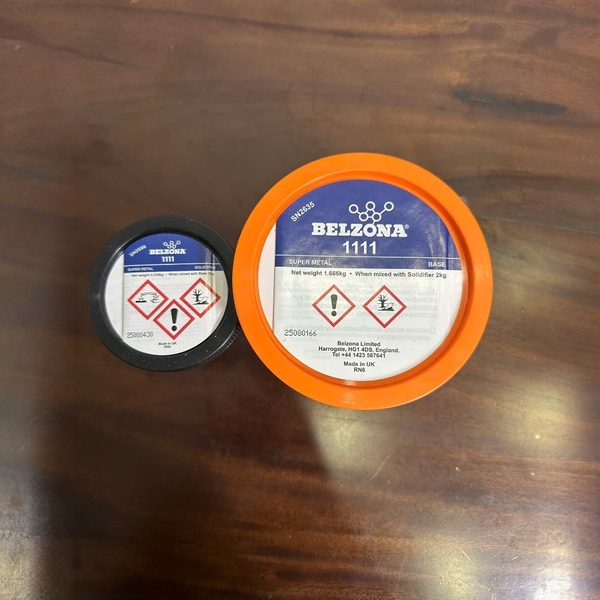 BELZONA®
1111
SUPER METAL
25080430
Made in UK
SN2635
BELZONA®
1111
SUPER METAL BASE
Net weight 1.666kg • When mixed with Solidifier 2kg
25080166
Belzona Limited
Harrogate, HG1 4DS, England.
Tel +44 1423 567641
Made in UK
RN6